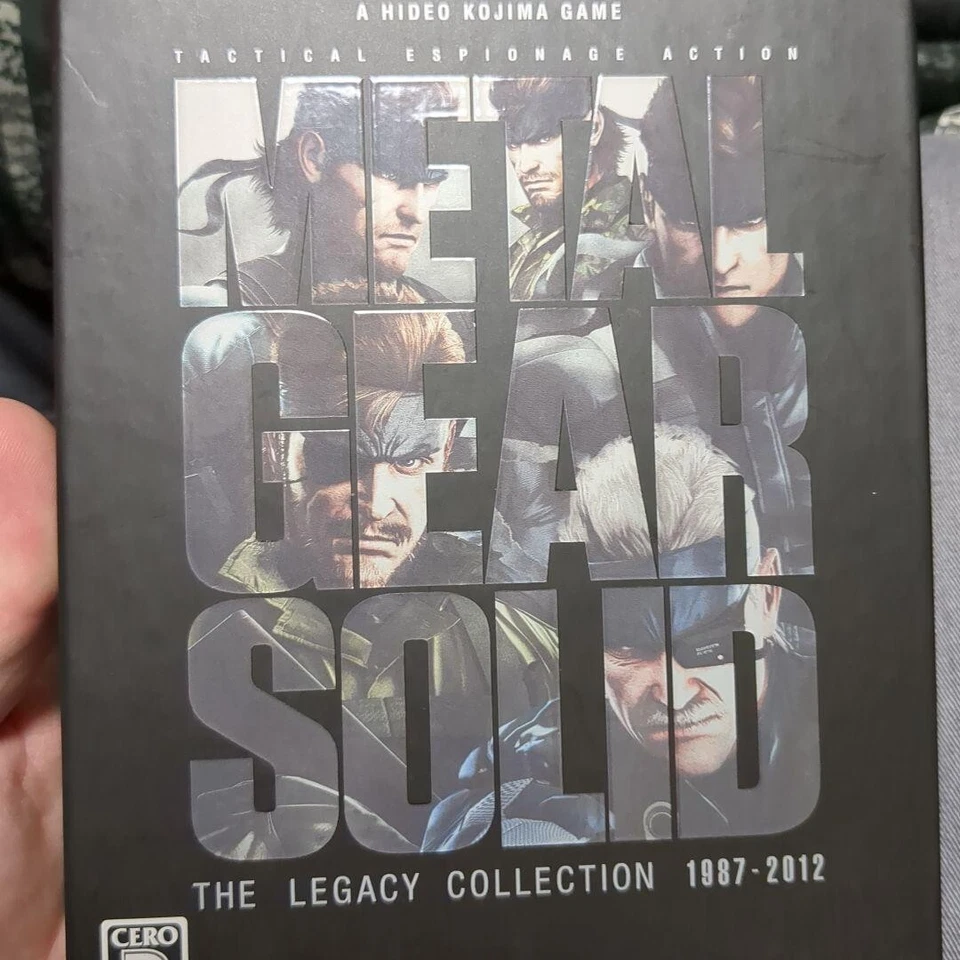 A HIDEO KOJIMA GAME
TACTICAL ESPIONAGE ACTION
METAL
GEAR
SOLID
THE LEGACY COLLECTION 1987-2012
CERO